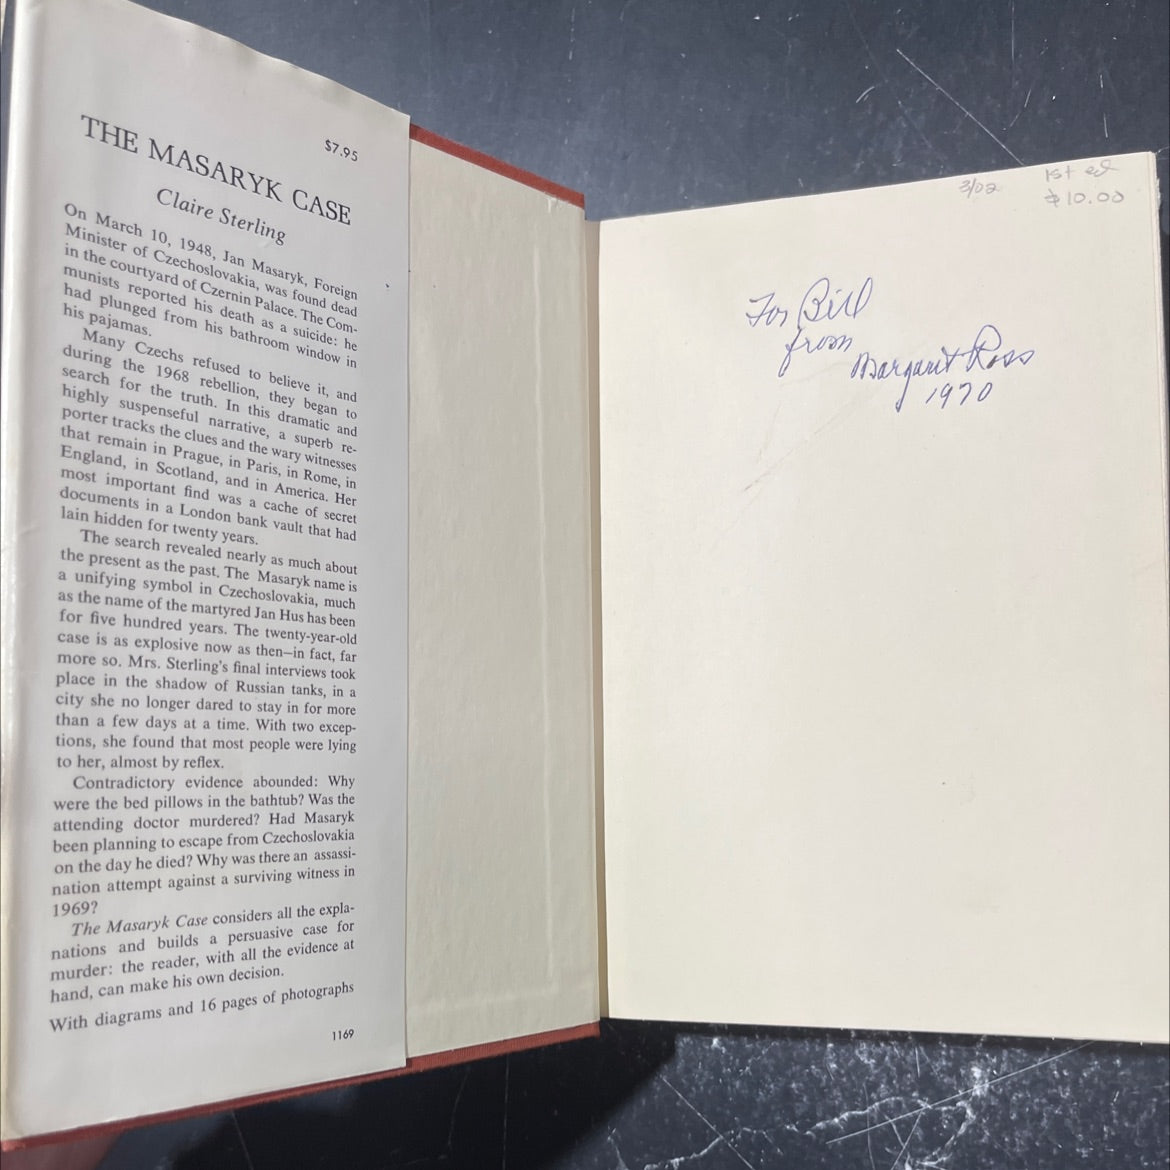 $7.95
THE MASARYK CASE
Claire Sterling
On March 10, 1948, Jan Masaryk, Foreign
Minister of Czechoslovakia, was found dead
in the courtyard of Czernin Palace. The Com-
munists reported his death as a suicide: he
had plunged from his bathroom window in
his pajamas.
Many Czechs refused to believe it, and
during the 1968 rebellion, they began to
search for the truth. In this dramatic and
highly suspenseful narrative, a superb re-
porter tracks the clues and the wary witnesses
that remain in Prague, in Paris, in Rome, in
England, in Scotland, and in America. Her
most important find was a cache of secret
documents in a London bank vault that had
lain hidden for twenty years.
The search revealed nearly as much about
the present as the past. The Masaryk name is
a unifying symbol in Czechoslovakia, much
as the name of the martyred Jan Hus has been
for five hundred years. The twenty-year-old
case is as explosive now as then—in fact, far
more so. Mrs. Sterling's final interviews took
place in the shadow of Russian tanks, in a
city she no longer dared to stay in for more
than a few days at a time. With two excep-
tions, she found that most people were lying
to her, almost by reflex.
Contradictory evidence abounded: Why
were the bed pillows in the bathtub? Was the
attending doctor murdered? Had Masaryk
been planning to escape from Czechoslovakia
on the day he died? Why was there an assassi-
nation attempt against a surviving witness in
1969?
The Masaryk Case considers all the expla-
nations and builds a persuasive case for
murder: the reader, with all the evidence at
hand, can make his own decision.
With diagrams and 16 pages of photographs
1169
3/02
1st ed
$10.00
For Bill
from
Margaret Ross
1970